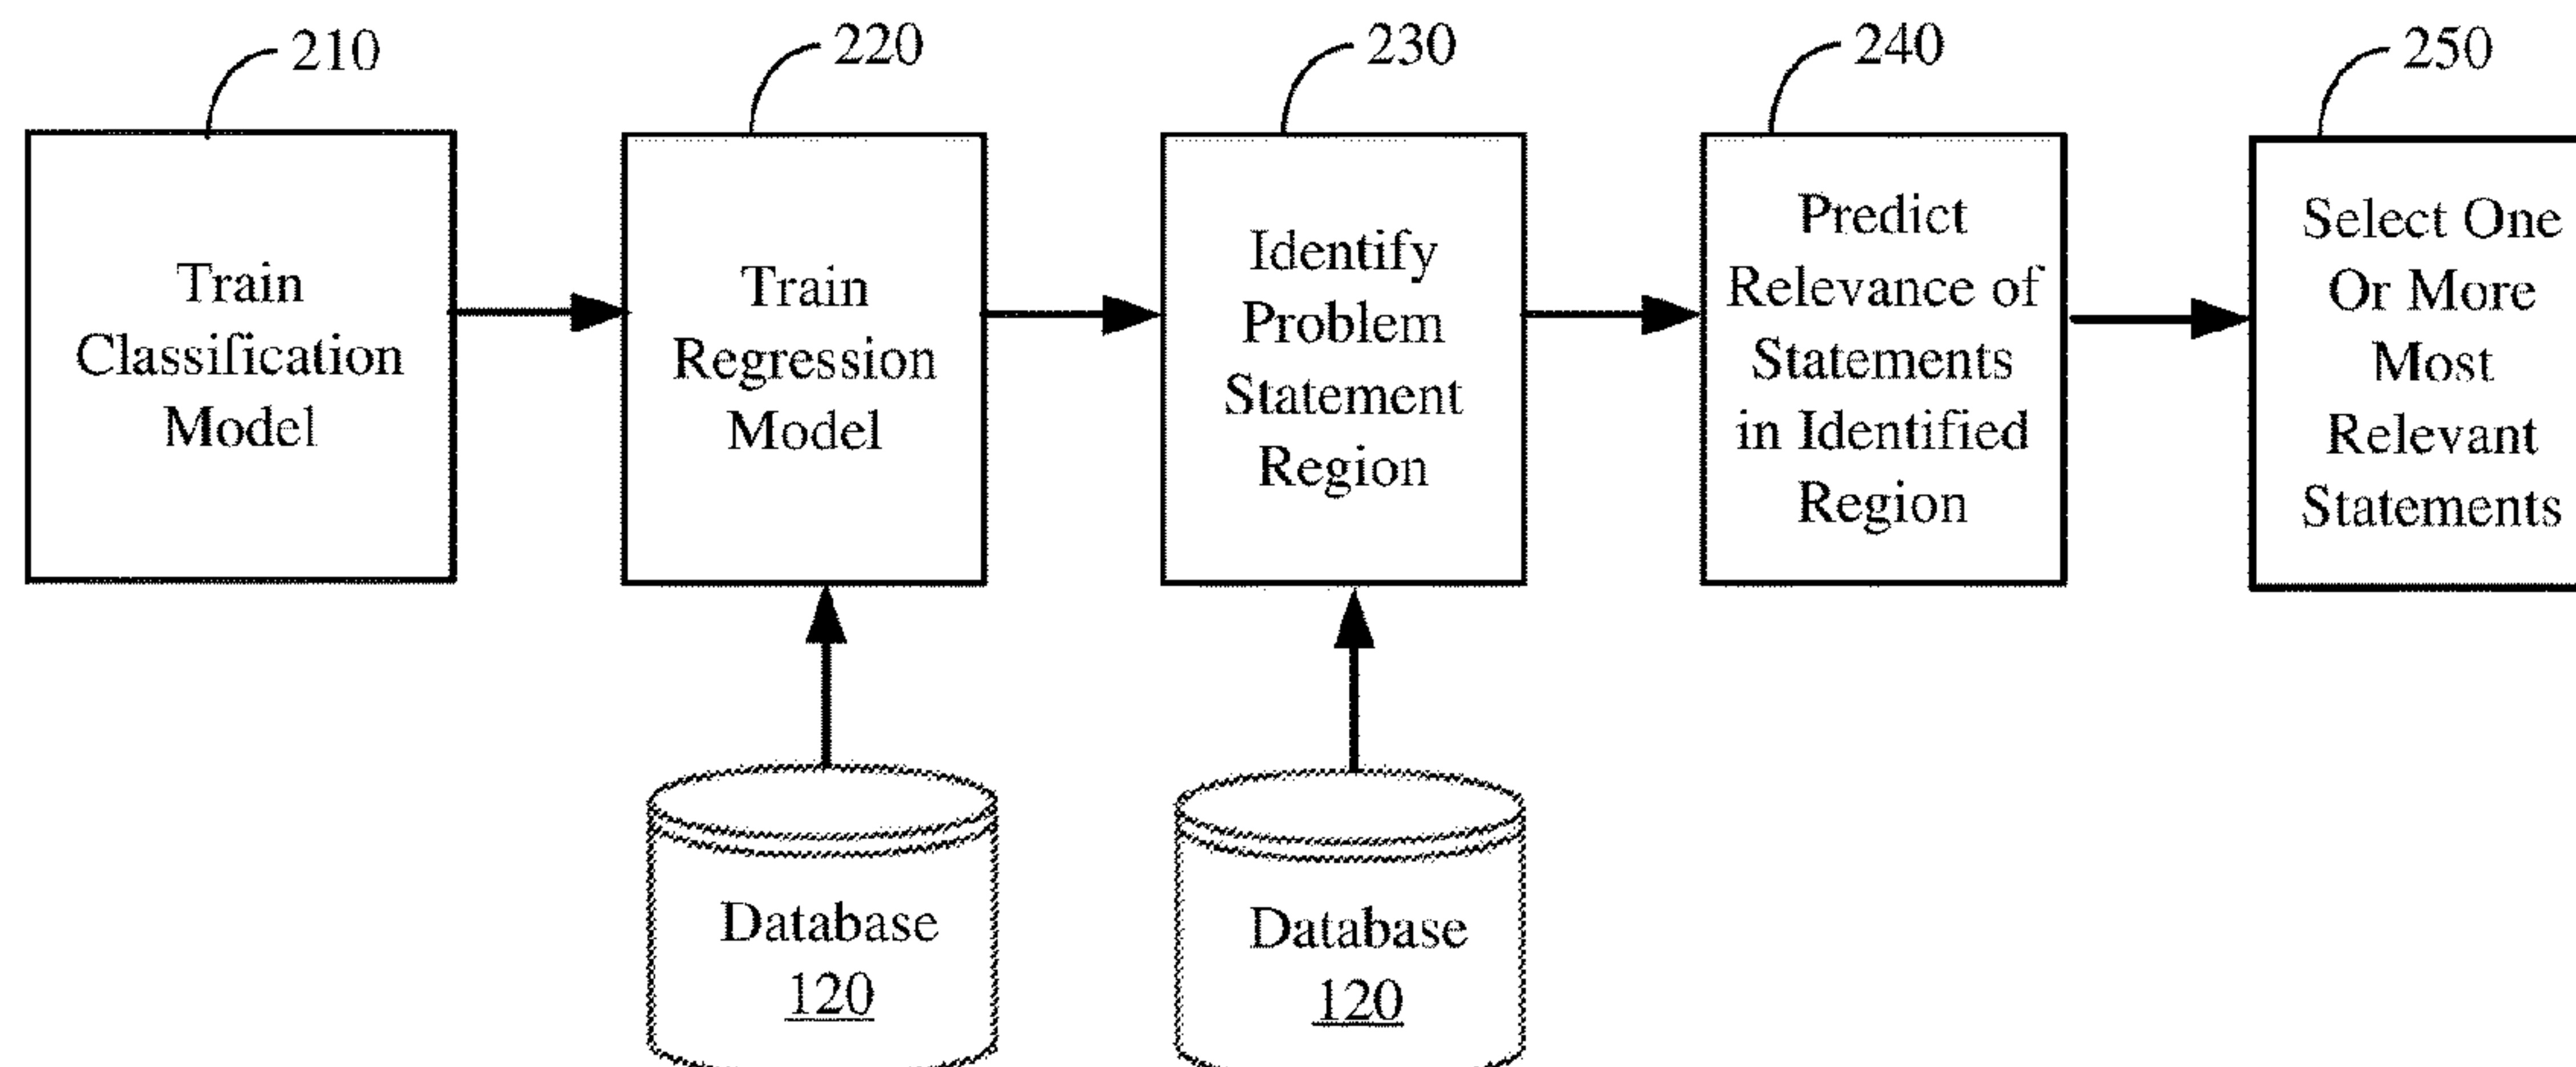 210
220
230
240
250
Train
Classification
Model
Train
Regression
Model
Identify
Problem
Statement
Region
Predict
Relevance of
Statements
in Identified
Region
Select One
Or More
Most
Relevant
Statements
Database
120
Database
120